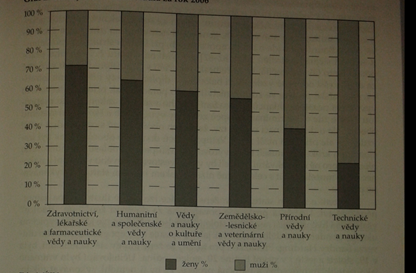 2006
100 %
90 %
80 %
70 %
60 %
50 %
40 %
30 %
20 %
10 %
0 %
Zdravotnictví,
lékařské
a farmaceutické
vědy a nauky
Humanitní
a společenské
vědy
a nauky
Vědy
a nauky
o kultuře
a umění
Zemědělsko-
-lesnické
a veterinární
vědy a nauky
Přírodní
vědy
a nauky
Technické
vědy
a nauky
ženy %
muži %